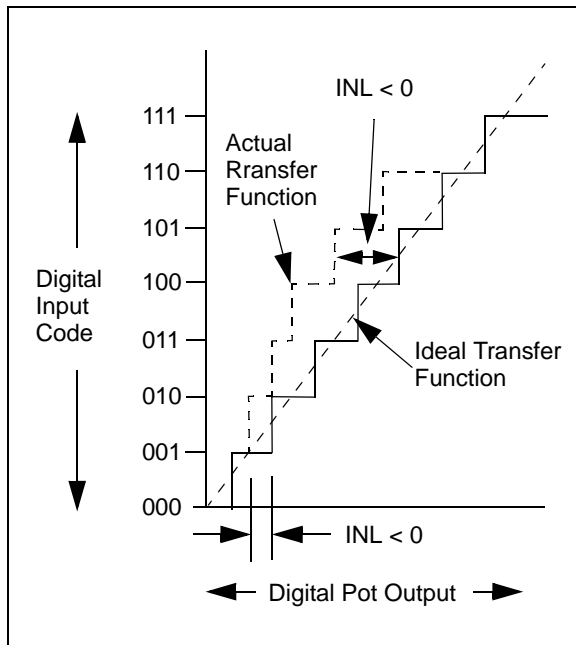 INL < 0
111
Actual
Rransfer
Function
110
101
100
Digital
Input
Code
011
Ideal Transfer
Function
010
001
000
INL < 0
Digital Pot Output